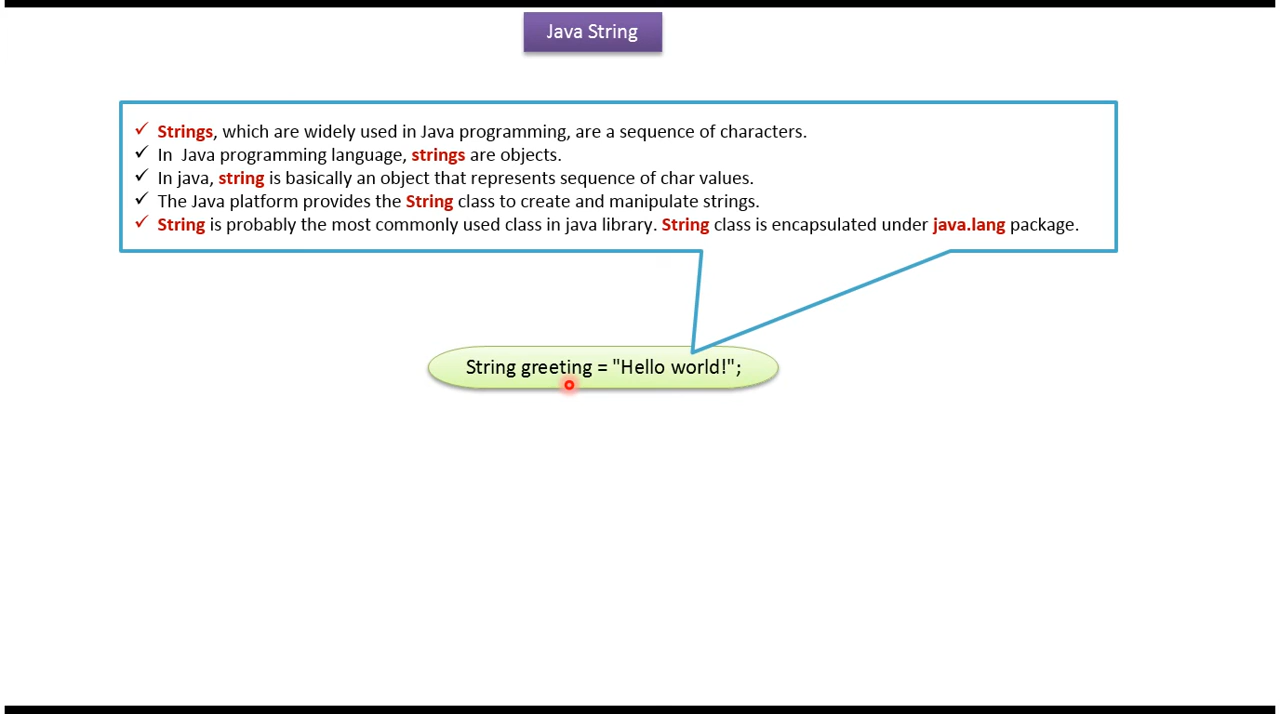 Java String
Strings, which are widely used in Java programming, are a sequence of characters.
In Java programming language, strings are objects.
In java, string is basically an object that represents sequence of char values.
The Java platform provides the String class to create and manipulate strings.
String is probably the most commonly used class in java library. String class is encapsulated under java.lang package.
String greeting = "Hello world!";